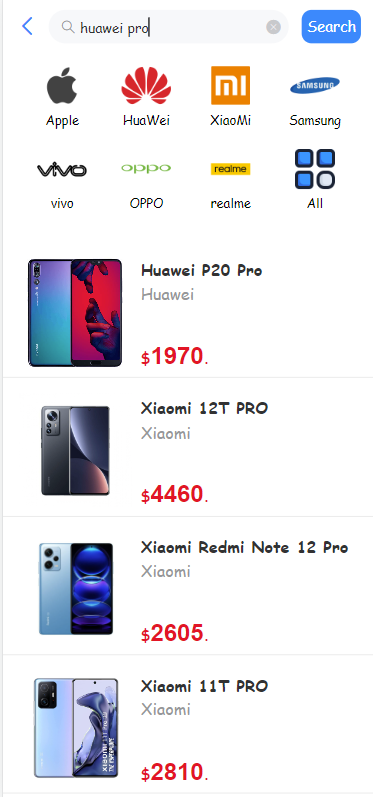 huawei pro
Search
Apple
HuaWei
XiaoMi
Samsung
SAMSUNG
vivo
oppo
realme
vivo
OPPO
realme
All
Huawei P20 Pro
Huawei
$1970.
Xiaomi 12T PRO
Xiaomi
$4460.
Xiaomi Redmi Note 12 Pro
Xiaomi
$2605.
Xiaomi 11T PRO
Xiaomi
$2810.